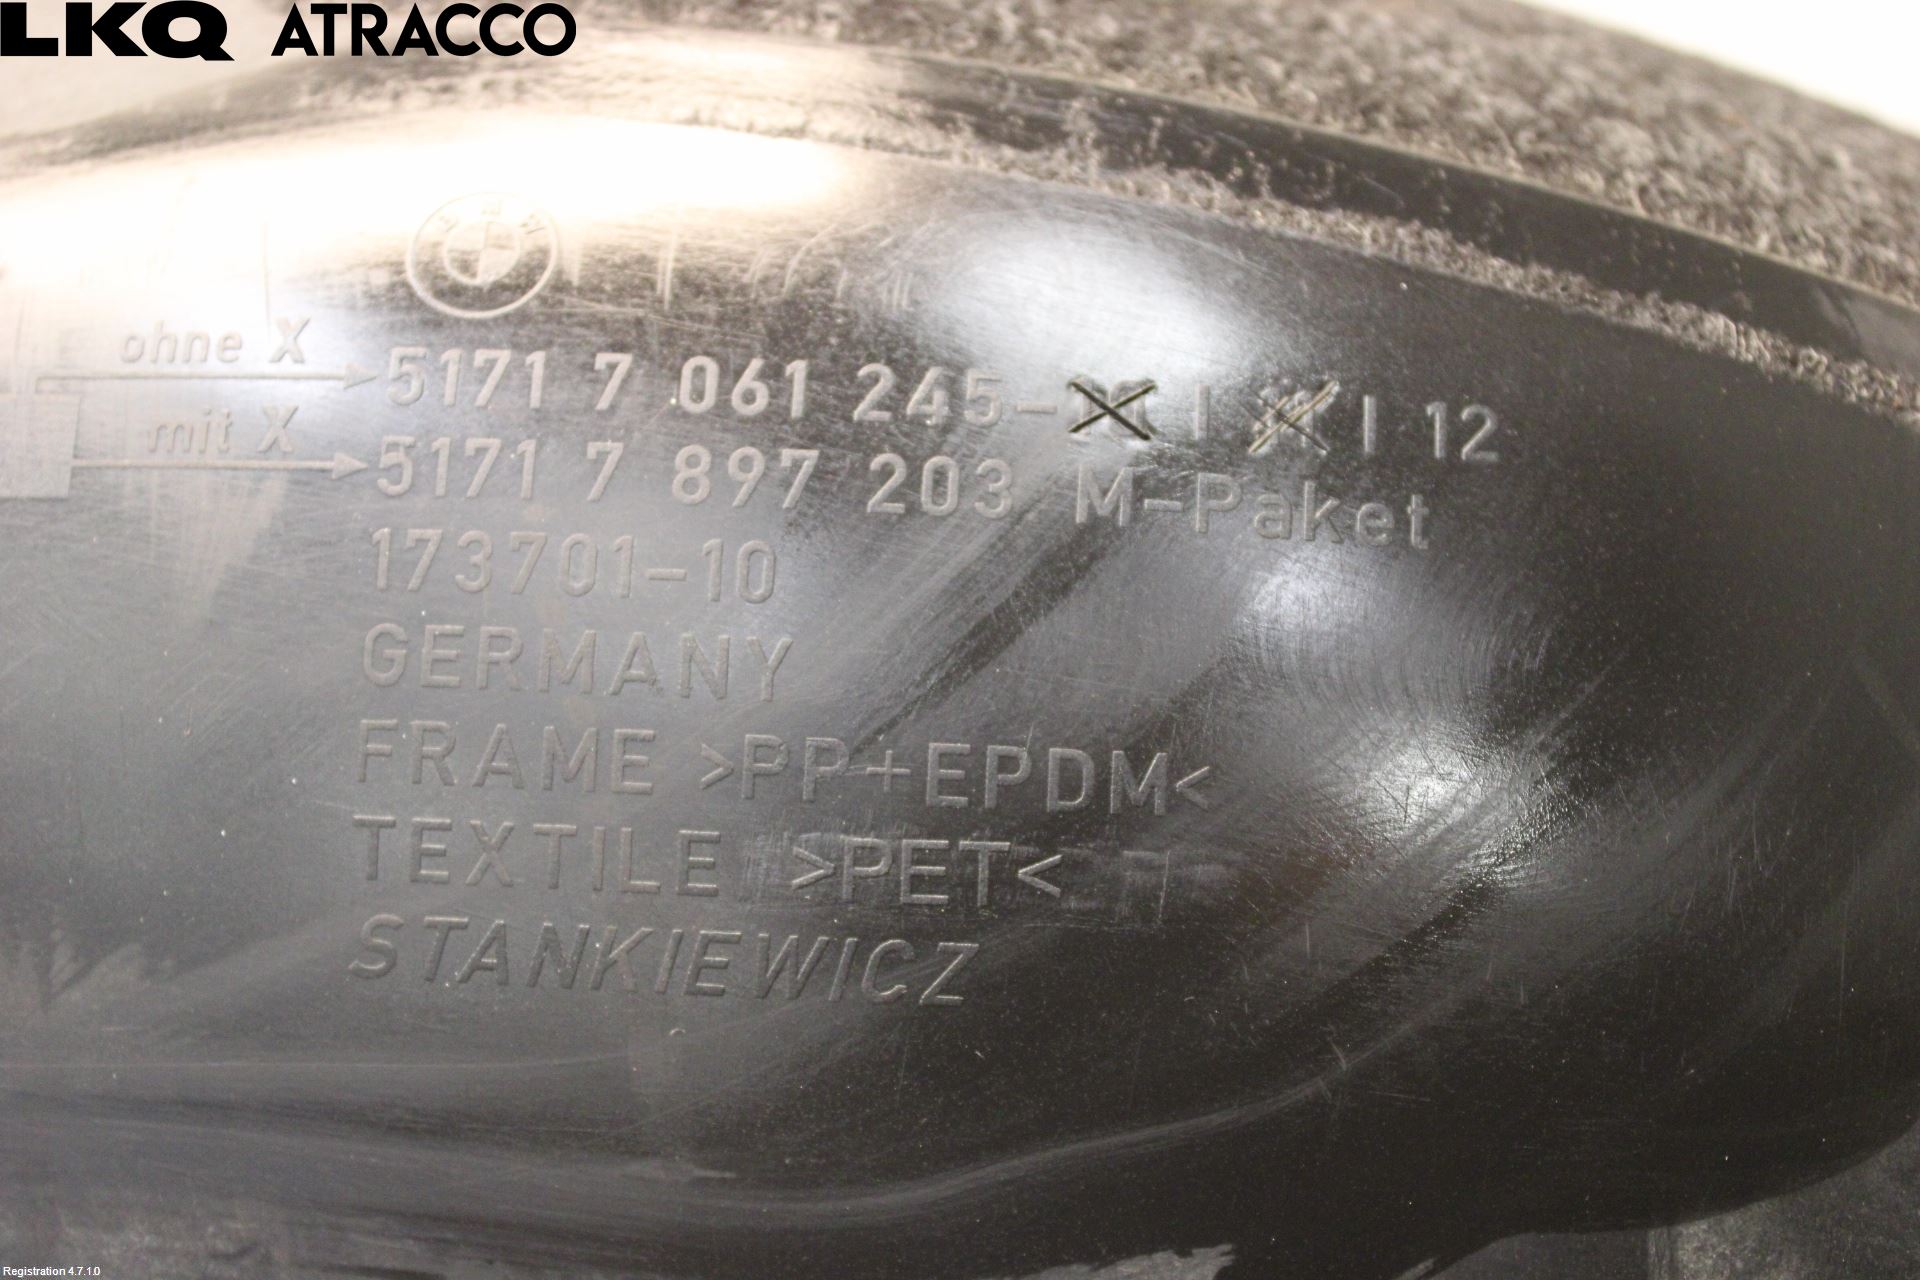 LKQ ATRACCO
BMW
ohne X
5171 7 061 245- | | 12
mit X
5171 7 897 203 M-Paket
173701-10
GERMANY
FRAME >PP+EPDM<
TEXTILE >PET<
STANKIEWICZ
Registration 4.7.1.0